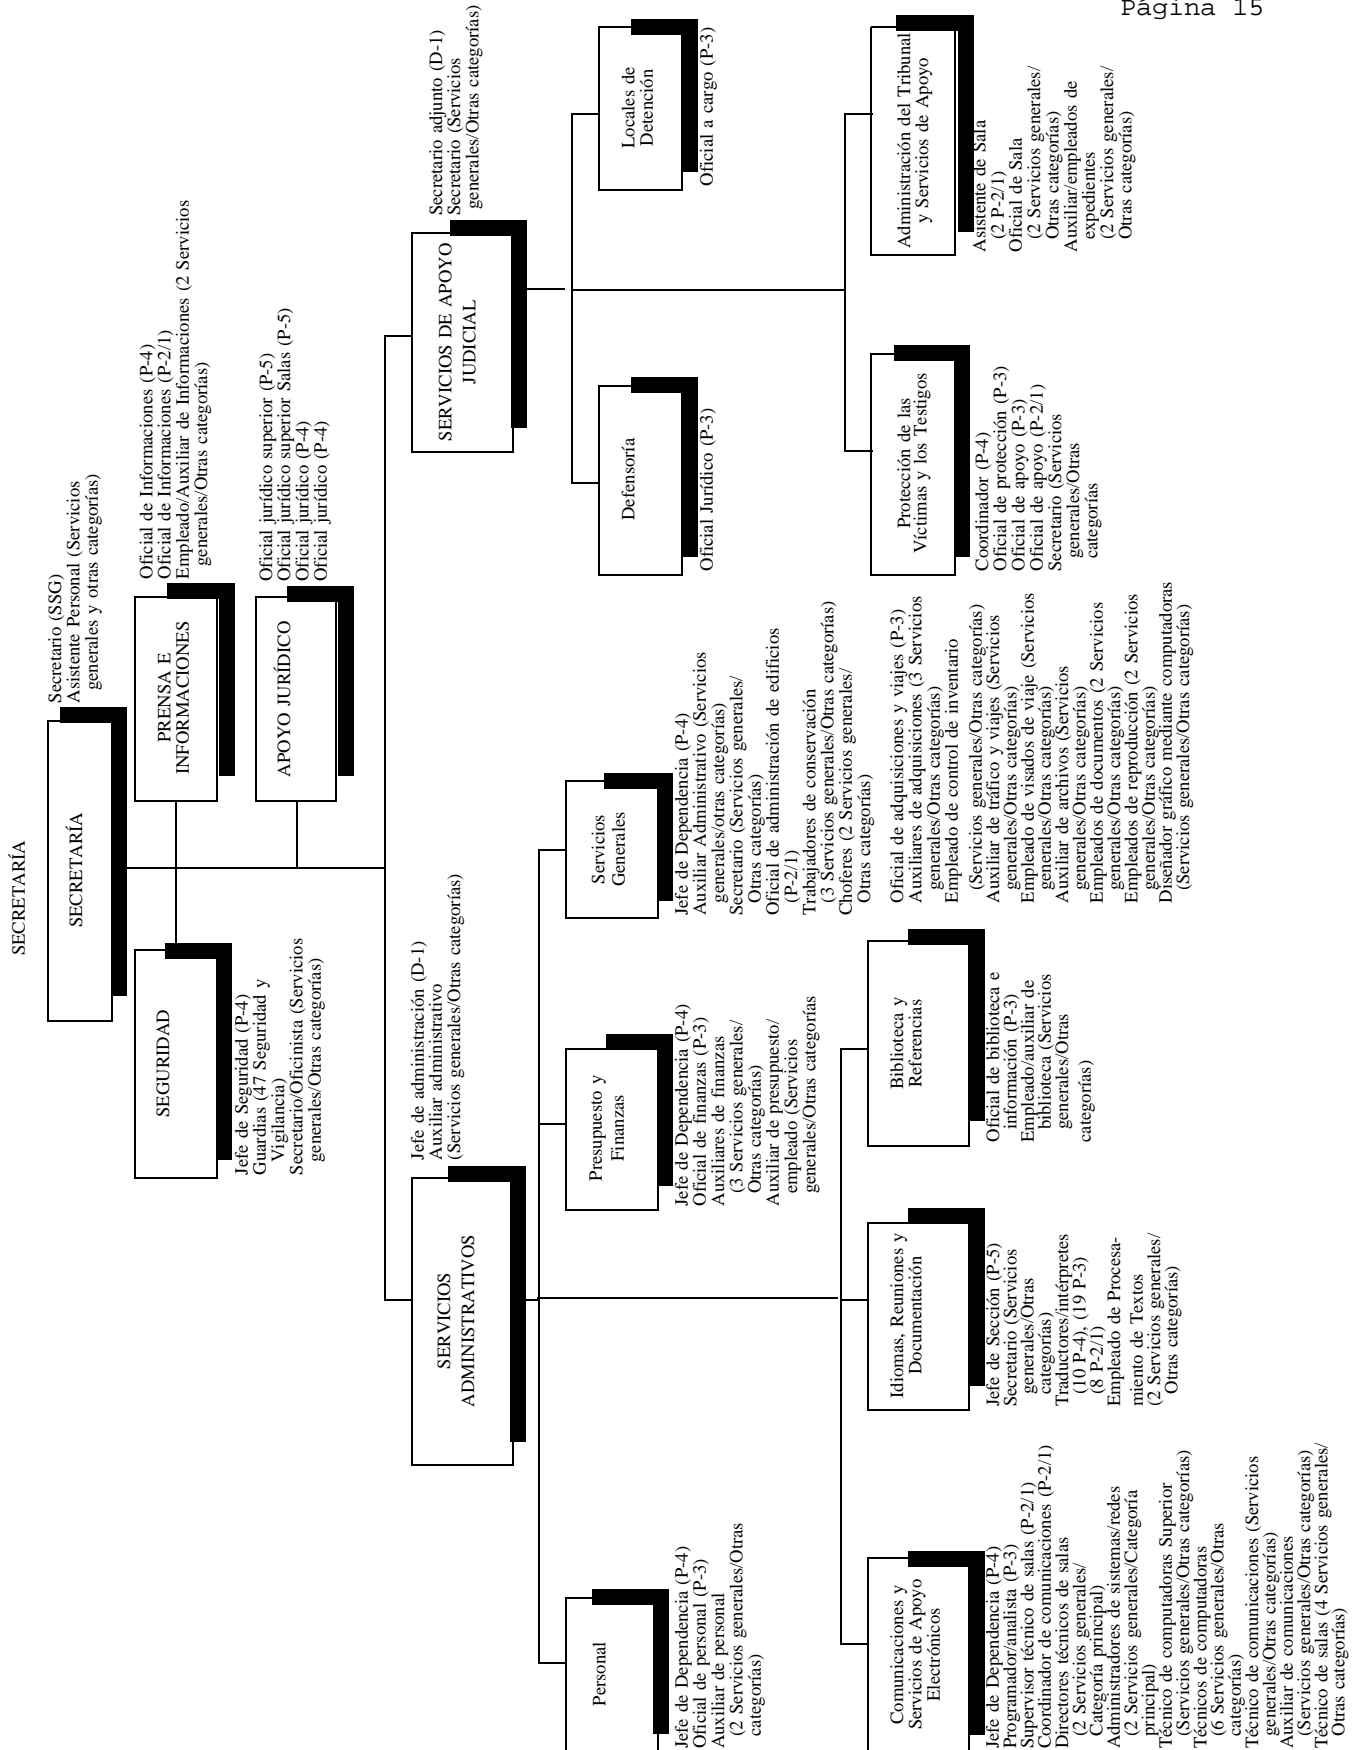 Página 15
SECRETARÍA
SECRETARÍA
Secretario (SSG)
Asistente Personal (Servicios
generales y otras categorías)
SEGURIDAD
Jefe de Seguridad (P-4)
Guardias (47 Seguridad y
Vigilancia)
Secretario/Oficinista (Servicios
generales/Otras categorías)
PRENSA E
INFORMACIONES
Oficial de Informaciones (P-4)
Oficial de Informaciones (P-2/1)
Empleado/Auxiliar de Informaciones (2 Servicios
generales/Otras categorías)
APOYO JURÍDICO
Oficial jurídico superior (P-5)
Oficial jurídico superior Salas (P-5)
Oficial jurídico (P-4)
Oficial jurídico (P-4)
SERVICIOS
ADMINISTRATIVOS
Jefe de administración (D-1)
Auxiliar administrativo
(Servicios generales/Otras categorías)
SERVICIOS DE APOYO
JUDICIAL
Secretario adjunto (D-1)
Secretario (Servicios
generales/Otras categorías)
Personal
Jefe de Dependencia (P-4)
Oficial de personal (P-3)
Auxiliar de personal
(2 Servicios generales/Otras
categorías)
Presupuesto y
Finanzas
Jefe de Dependencia (P-4)
Oficial de finanzas (P-3)
Auxiliares de finanzas
(3 Servicios generales/
Otras categorías)
Auxiliar de presupuesto/
empleado (Servicios
generales/Otras categorías
Servicios
Generales
Jefe de Dependencia (P-4)
Auxiliar Administrativo (Servicios
generales/otras categorías)
Secretario (Servicios generales/
Otras categorías)
Oficial de administración de edificios
(P-2/1)
Trabajadores de conservación
(3 Servicios generales/Otras categorías)
Choferes (2 Servicios generales/
Otras categorías)
Oficial de adquisiciones y viajes (P-3)
Auxiliares de adquisiciones (3 Servicios
generales/Otras categorías)
Empleado de control de inventario
(Servicios generales/Otras categorías)
Auxiliar de tráfico y viajes (Servicios
generales/Otras categorías)
Empleado de visados de viaje (Servicios
generales/Otras categorías)
Auxiliar de archivos (Servicios
generales/Otras categorías)
Empleados de documentos (2 Servicios
generales/Otras categorías)
Empleados de reproducción (2 Servicios
generales/Otras categorías)
Diseñador gráfico mediante computadoras
(Servicios generales/Otras categorías)
Defensoría
Oficial Jurídico (P-3)
Locales de
Detención
Oficial a cargo (P-3)
Comunicaciones y
Servicios de Apoyo
Electrónicos
Jefe de Dependencia (P-4)
Programador/analista (P-3)
Supervisor técnico de salas (P-2/1)
Coordinador de comunicaciones (P-2/1)
Directores técnicos de salas
(2 Servicios generales/
Categoría principal)
Administradores de sistemas/redes
(2 Servicios generales/Categoría
principal)
Técnico de computadoras Superior
(Servicios generales/Otras categorías)
Técnicos de computadoras
(6 Servicios generales/Otras
categorías)
Técnico de comunicaciones (Servicios
generales/Otras categorías)
Auxiliar de comunicaciones
(Servicios generales/Otras categorías)
Técnico de salas (4 Servicios generales/
Otras categorías)
Idiomas, Reuniones y
Documentación
Jefe de Sección (P-5)
Secretario (Servicios
generales/Otras
categorías)
Traductores/intérpretes
(10 P-4), (19 P-3)
(8 P-2/1)
Empleado de Procesa-
miento de Textos
(2 Servicios generales/
Otras categorías)
Biblioteca y
Referencias
Oficial de biblioteca e
información (P-3)
Empleado/auxiliar de
biblioteca (Servicios
generales/Otras
categorías)
Protección de las
Víctimas y los Testigos
Coordinador (P-4)
Oficial de protección (P-3)
Oficial de apoyo (P-3)
Oficial de apoyo (P-2/1)
Secretario (Servicios
generales/Otras
categorías
Administración del Tribunal
y Servicios de Apoyo
Asistente de Sala
(2 P-2/1)
Oficial de Sala
(2 Servicios generales/
Otras categorías)
Auxiliar/empleados de
expedientes
(2 Servicios generales/
Otras categorías)